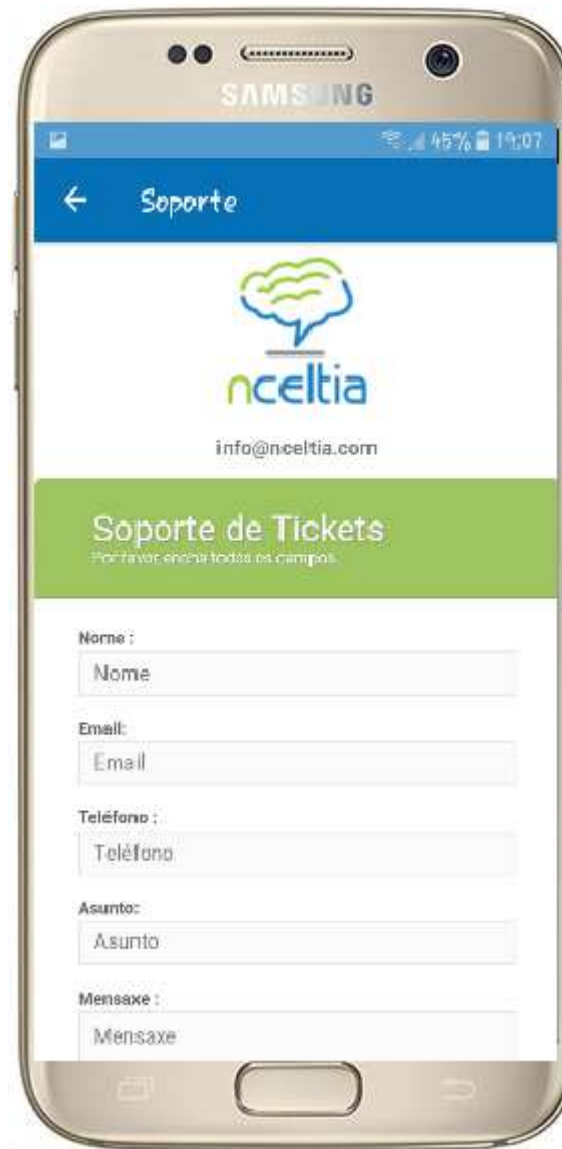 SAMSUNG
45% 19:07
Soporte
nceltia
info@nceltia.com
Soporte de Tickets
Por favor encha todos os campos
Nome :
Nome
Email:
Email
Teléfono :
Teléfono
Asunto:
Asunto
Mensaxe :
Mensaxe